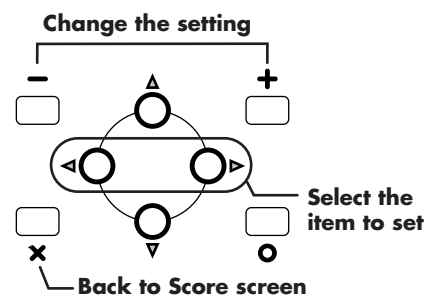 Change the setting
− +
Select the
item to set
Back to Score screen